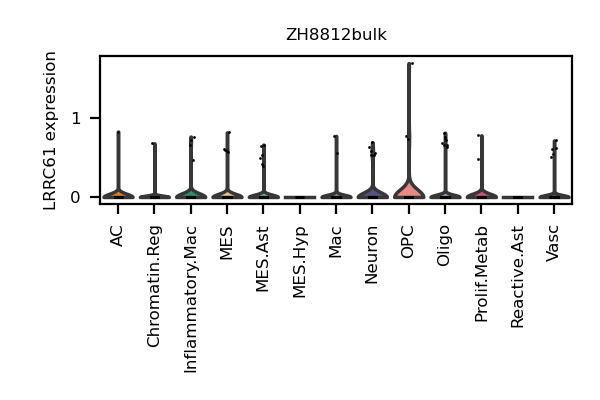 ZH8812bulk
LRRC61 expression
1
0
AC
Chromatin.Reg
Inflammatory.Mac
MES
MES.Ast
MES.Hyp
Mac
Neuron
OPC
Oligo
Prolif.Metab
Reactive.Ast
Vasc